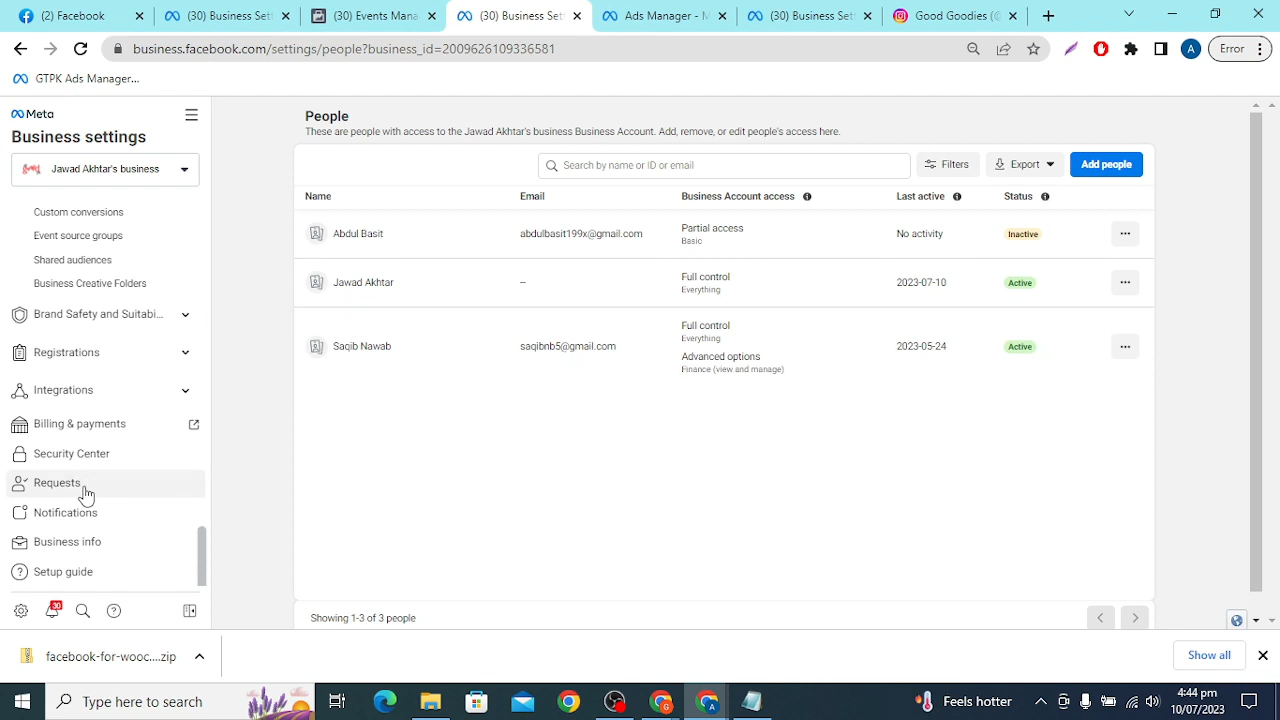 (2) Facebook
(30) Business Sett
(30) Events Mana
(30) Business Set
Ads Manager - M
(30) Business Sett
Good Goodies (@
business.facebook.com/settings/people?business_id=2009626109336581
A
Error
GTPK Ads Manager...
Meta
Business settings
Jawad Akhtar's business
Custom conversions
Event source groups
Shared audiences
Business Creative Folders
Brand Safety and Suitabi...
Registrations
Integrations
Billing & payments
Security Center
Requests
Notifications
Business info
Setup guide
30
People
These are people with access to the Jawad Akhtar's business Business Account. Add, remove, or edit people's access here.
Search by name or ID or email
Filters
Export
Add people
Name Email Business Account access Last active Status
Abdul Basit abdulbasit199x@gmail.com Partial access No activity Inactive
Basic
Jawad Akhtar -- Full control 2023-07-10 Active
Everything
Full control
Everything
Saqib Nawab saqibnb5@gmail.com 2023-05-24 Active
Advanced options
Finance (view and manage)
Showing 1-3 of 3 people
facebook-for-wooc....zip
Show all
Type here to search
G
A
Feels hotter
4:44 pm
10/07/2023